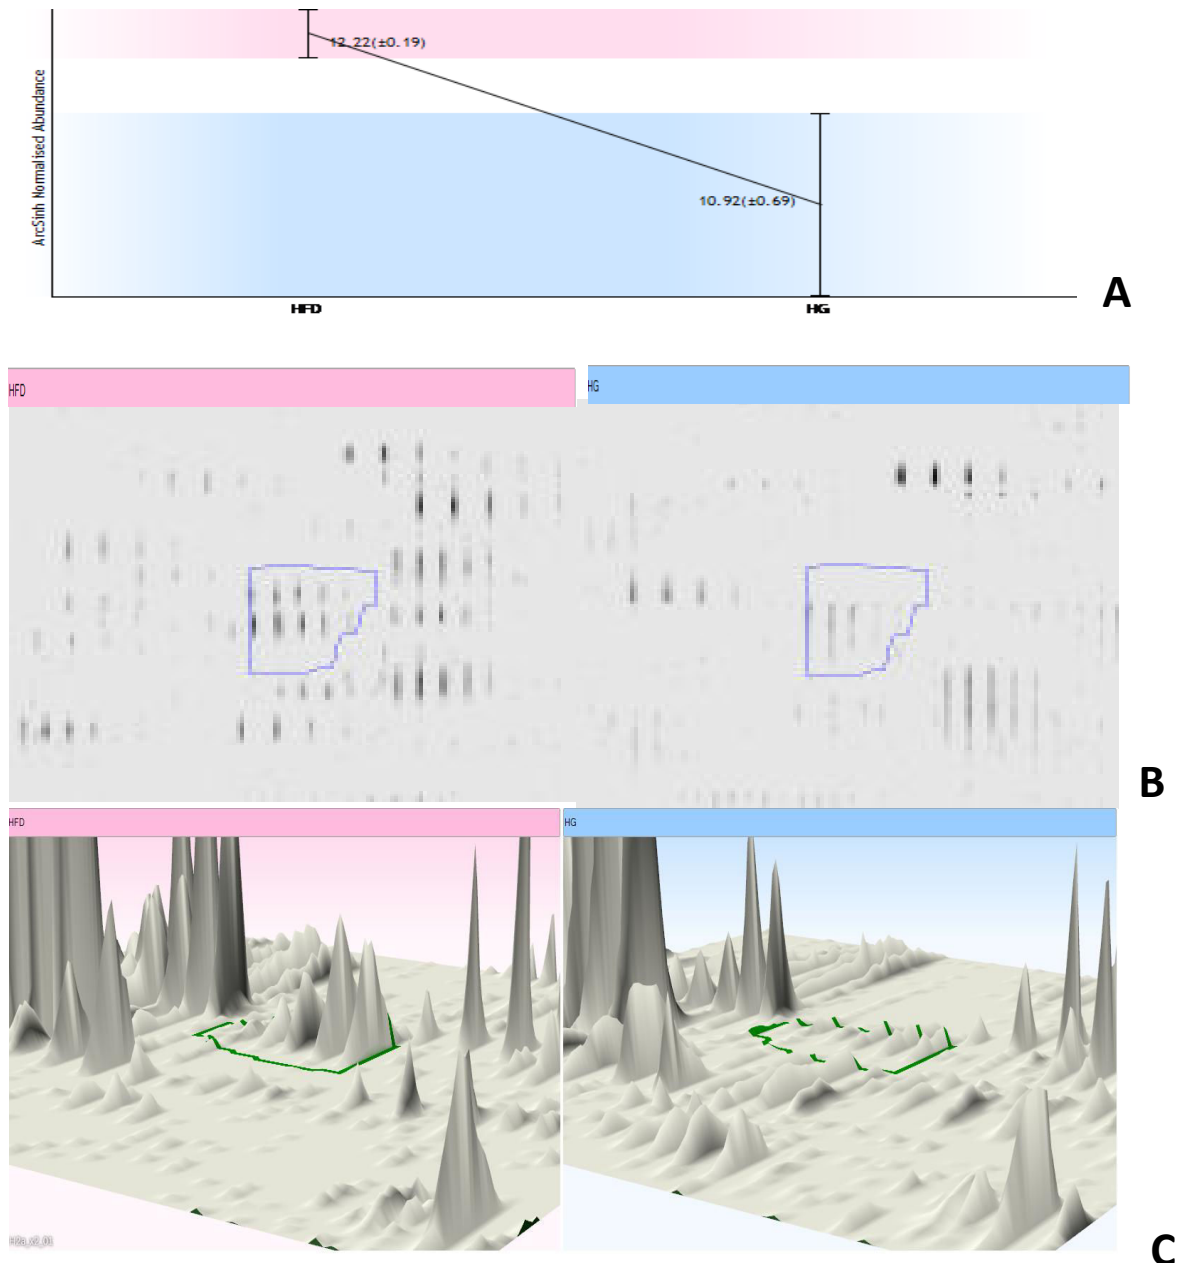 12.22(±0.19)
ArcSinh Normalised Abundance
10.92(±0.69)
HFD
HG
A
HFD
HG
B
HFD
HG
C